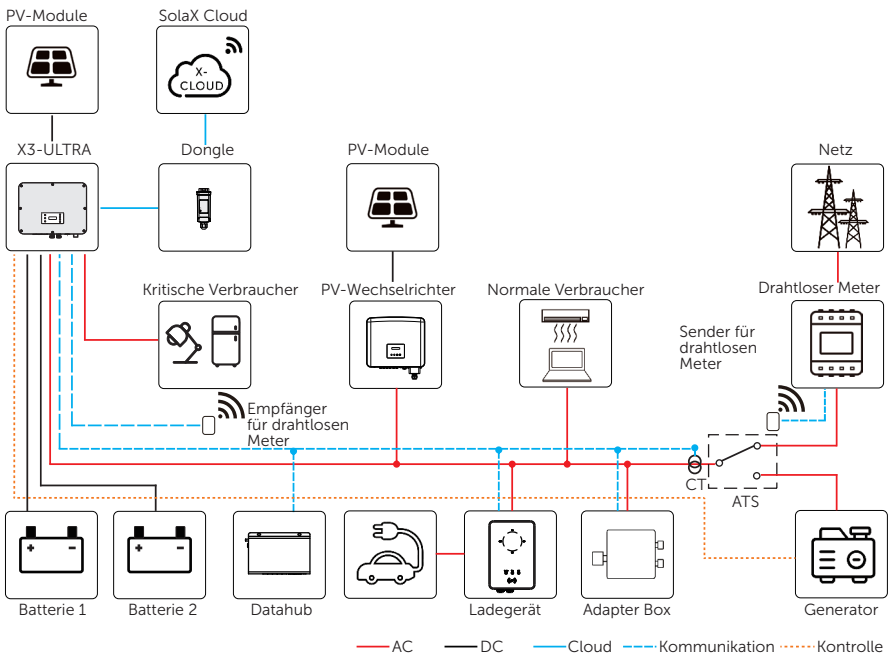 PV-Module
SolaX Cloud
X-
CLOUD
X3-ULTRA
Dongle
PV-Module
Netz
Kritische Verbraucher
PV-Wechselrichter
Normale Verbraucher
Drahtloser Meter
Sender für
drahtlosen
Meter
Empfänger
für drahtlosen
Meter
CT
ATS
Batterie 1
Batterie 2
Datahub
Ladegerät
Adapter Box
Generator
AC
DC
Cloud
Kommunikation
Kontrolle